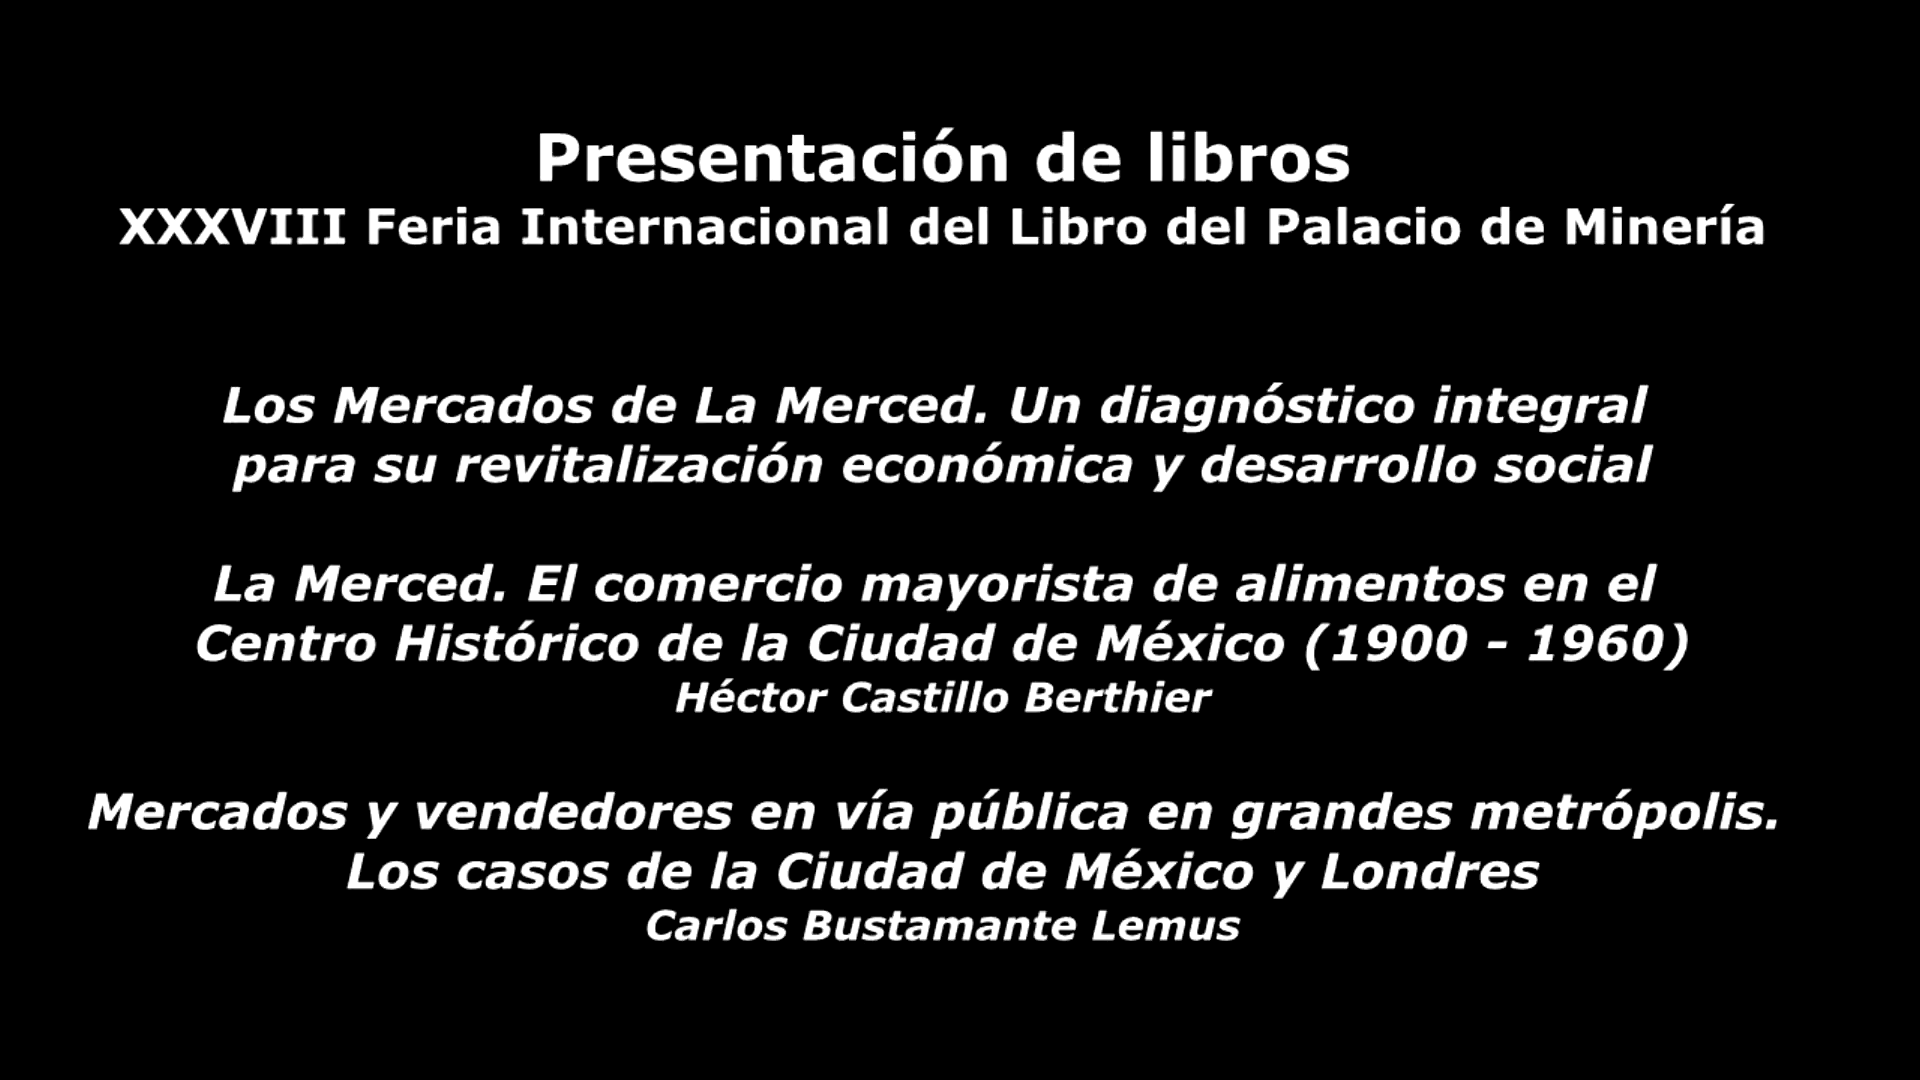 Presentación de libros
XXXVIII Feria Internacional del Libro del Palacio de Minería
Los Mercados de La Merced. Un diagnóstico integral
para su revitalización económica y desarrollo social
La Merced. El comercio mayorista de alimentos en el
Centro Histórico de la Ciudad de México (1900 - 1960)
Héctor Castillo Berthier
Mercados y vendedores en vía pública en grandes metrópolis.
Los casos de la Ciudad de México y Londres
Carlos Bustamante Lemus